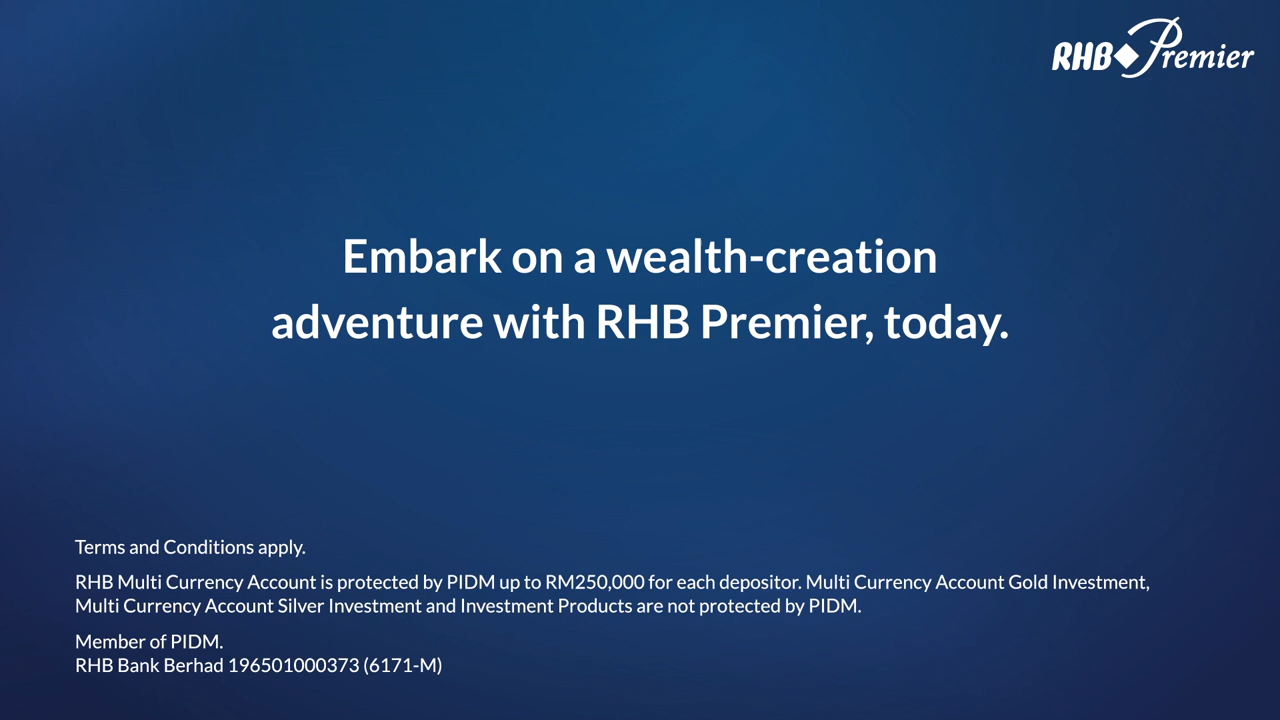 RHB◆Premier
Embark on a wealth-creation
adventure with RHB Premier, today.
Terms and Conditions apply.
RHB Multi Currency Account is protected by PIDM up to RM250,000 for each depositor. Multi Currency Account Gold Investment,
Multi Currency Account Silver Investment and Investment Products are not protected by PIDM.
Member of PIDM.
RHB Bank Berhad 196501000373 (6171-M)